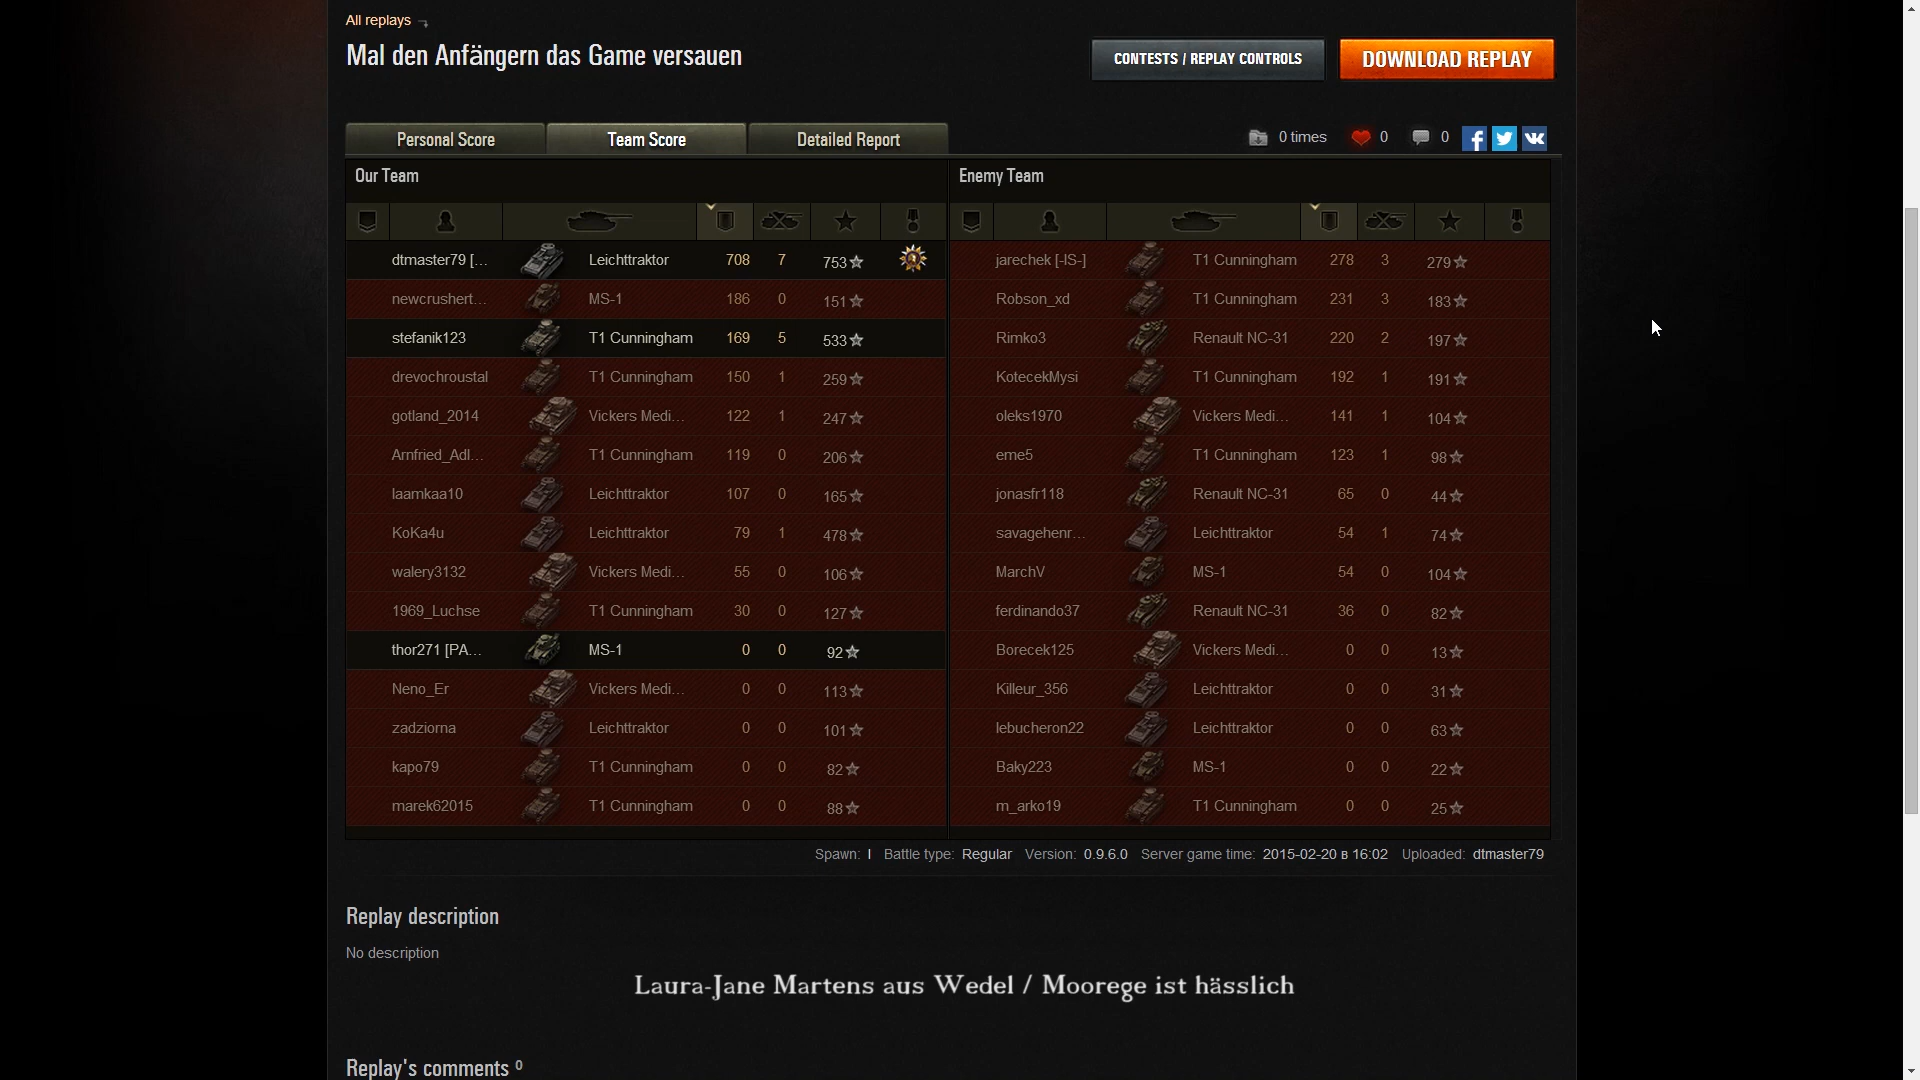 All replays
Mal den Anfängern das Game versauen
CONTESTS / REPLAY CONTROLS
DOWNLOAD REPLAY
Personal Score
Team Score
Detailed Report
0 times
0
0
Our Team
dtmaster79 [... Leichttraktor 708 7 753
newcrushert... MS-1 186 0 151
stefanik123 T1 Cunningham 169 5 533
drevochroustal T1 Cunningham 150 1 259
gotland_2014 Vickers Medi... 122 1 247
Arnfried_Adl... T1 Cunningham 119 0 206
laamkaa10 Leichttraktor 107 0 165
KoKa4u Leichttraktor 79 1 478
walery3132 Vickers Medi... 55 0 106
1969_Luchse T1 Cunningham 30 0 127
thor271 [PA... MS-1 0 0 92
Neno_Er Vickers Medi... 0 0 113
zadziorna Leichttraktor 0 0 101
kapo79 T1 Cunningham 0 0 82
marek62015 T1 Cunningham 0 0 88
Enemy Team
jarechek [-IS-] T1 Cunningham 278 3 279
Robson_xd T1 Cunningham 231 3 183
Rimko3 Renault NC-31 220 2 197
KotecekMysi T1 Cunningham 192 1 191
oleks1970 Vickers Medi... 141 1 104
eme5 T1 Cunningham 123 1 98
jonasfr118 Renault NC-31 65 0 44
savagehenr... Leichttraktor 54 1 74
MarchV MS-1 54 0 104
ferdinando37 Renault NC-31 36 0 82
Borecek125 Vickers Medi... 0 0 13
Killeur_356 Leichttraktor 0 0 31
lebucheron22 Leichttraktor 0 0 63
Baky223 MS-1 0 0 22
m_arko19 T1 Cunningham 0 0 25
Spawn: I Battle type: Regular Version: 0.9.6.0 Server game time: 2015-02-20 в 16:02 Uploaded: dtmaster79
Replay description
No description
Laura-Jane Martens aus Wedel / Moorege ist hässlich
Replay's comments 0